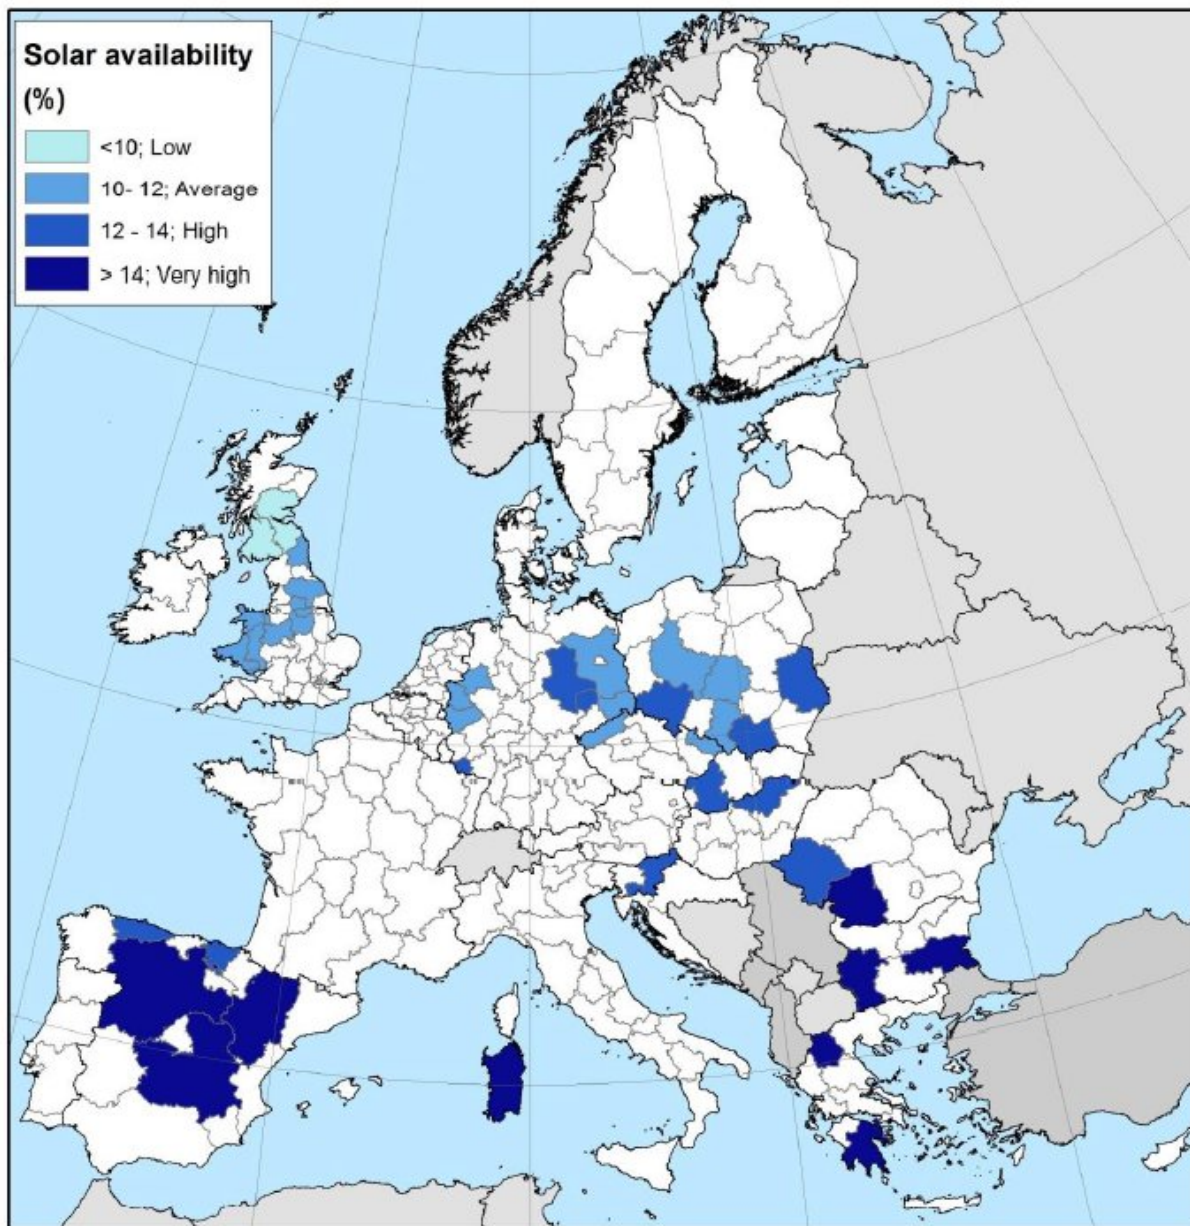 Solar availability
(%)
<10; Low
10- 12; Average
12 - 14; High
> 14; Very high